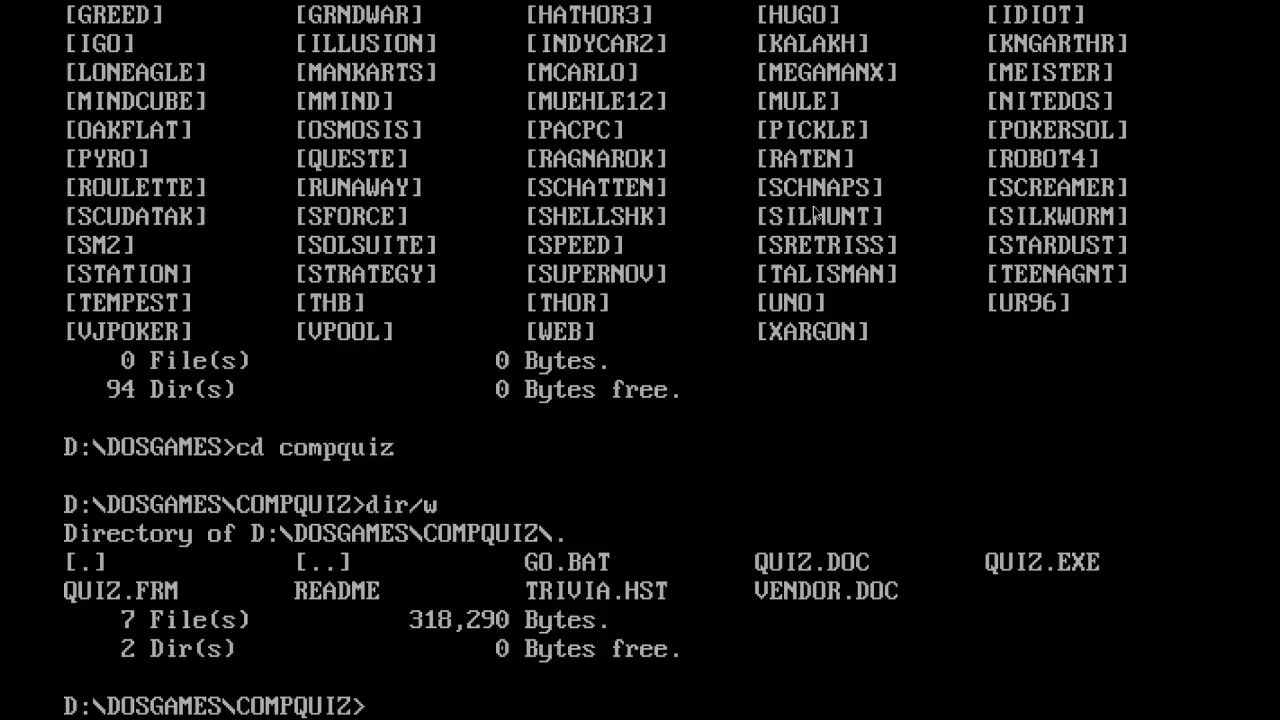 [GREED] [GRNDWAR] [HATHOR3] [HUGO] [IDIOT]
[IGO] [ILLUSION] [INDYCAR2] [KALAKH] [KNGARTHR]
[LONEAGLE] [MANKARTS] [MCARLO] [MEGAMANX] [MEISTER]
[MINDCUBE] [MMIND] [MUEHLE12] [MULE] [NITEDOS]
[OAKFLAT] [OSMOSIS] [PACPC] [PICKLE] [POKERSOL]
[PYRO] [QUESTE] [RAGNAROK] [RATEN] [ROBOT4]
[ROULETTE] [RUNAWAY] [SCHATTEN] [SCHNAPS] [SCREAMER]
[SCUDATAK] [SFORCE] [SHELLSHK] [SILHUNT] [SILKWORM]
[SM2] [SOLSUITE] [SPEED] [SRETRISS] [STARDUST]
[STATION] [STRATEGY] [SUPERNOV] [TALISMAN] [TEENAGNT]
[TEMPEST] [THB] [THOR] [UNO] [UR96]
[VJPOKER] [VPOOL] [WEB] [XARGON]
0 File(s) 0 Bytes.
94 Dir(s) 0 Bytes free.
D:\DOSGAMES>cd compquiz
D:\DOSGAMES\COMPQUIZ>dir/w
Directory of D:\DOSGAMES\COMPQUIZ\.
[.] [..] GO.BAT QUIZ.DOC QUIZ.EXE
QUIZ.FRM README TRIVIA.HST VENDOR.DOC
7 File(s) 318,290 Bytes.
2 Dir(s) 0 Bytes free.
D:\DOSGAMES\COMPQUIZ>